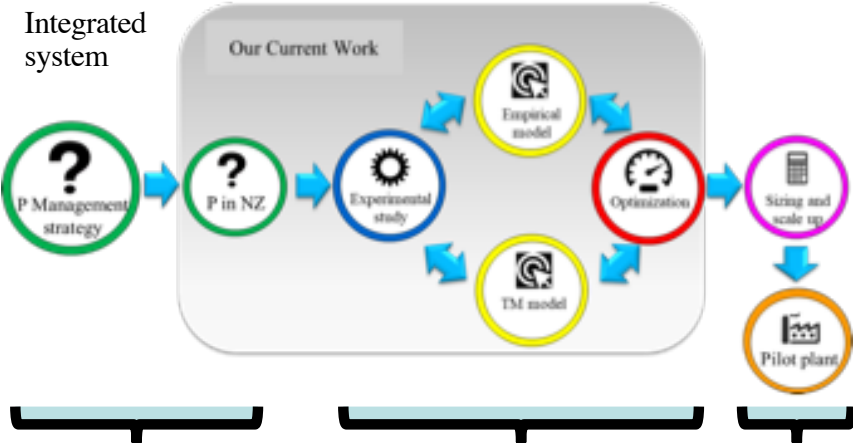 Integrated
system
Our Current Work
P Management
strategy
P in NZ
Experimental
study
Empirical
model
TM model
Optimization
Sizing and
scale up
Pilot plant